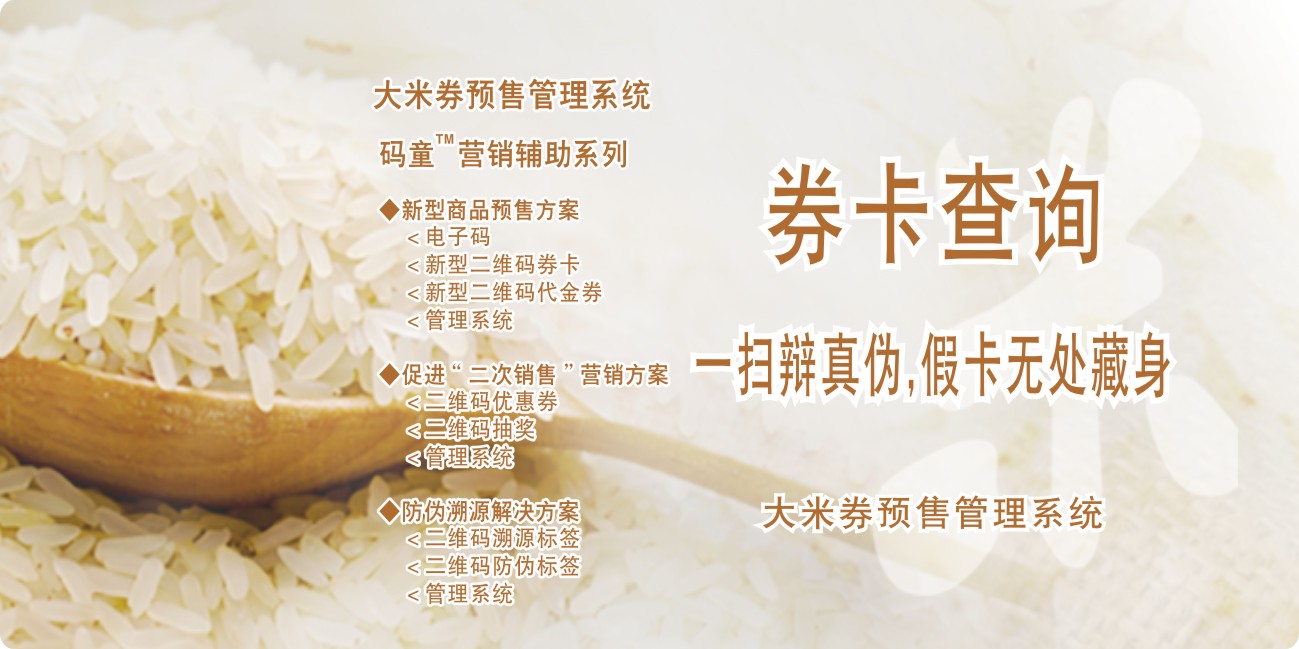 大米券预售管理系统
码童™营销辅助系列
◆新型商品预售方案
<电子码
<新型二维码券卡
<新型二维码代金券
<管理系统
◆促进“二次销售”营销方案
<二维码优惠券
<二维码抽奖
<管理系统
◆防伪溯源解决方案
<二维码溯源标签
<二维码防伪标签
<管理系统
米
券卡查询
一扫辩真伪,假卡无处藏身
大米券预售管理系统